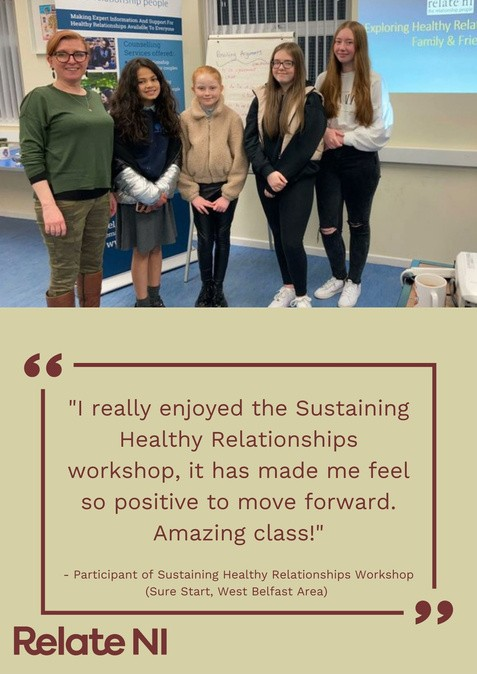 relationship people
Making Expert Information And Support For
Healthy Relationships Available To Everyone
Counselling
Services offered:
relate NI
Exploring Healthy Rela
Family & Frie
"I really enjoyed the Sustaining
Healthy Relationships
workshop, it has made me feel
so positive to move forward.
Amazing class!"
- Participant of Sustaining Healthy Relationships Workshop
(Sure Start, West Belfast Area)
Relate NI